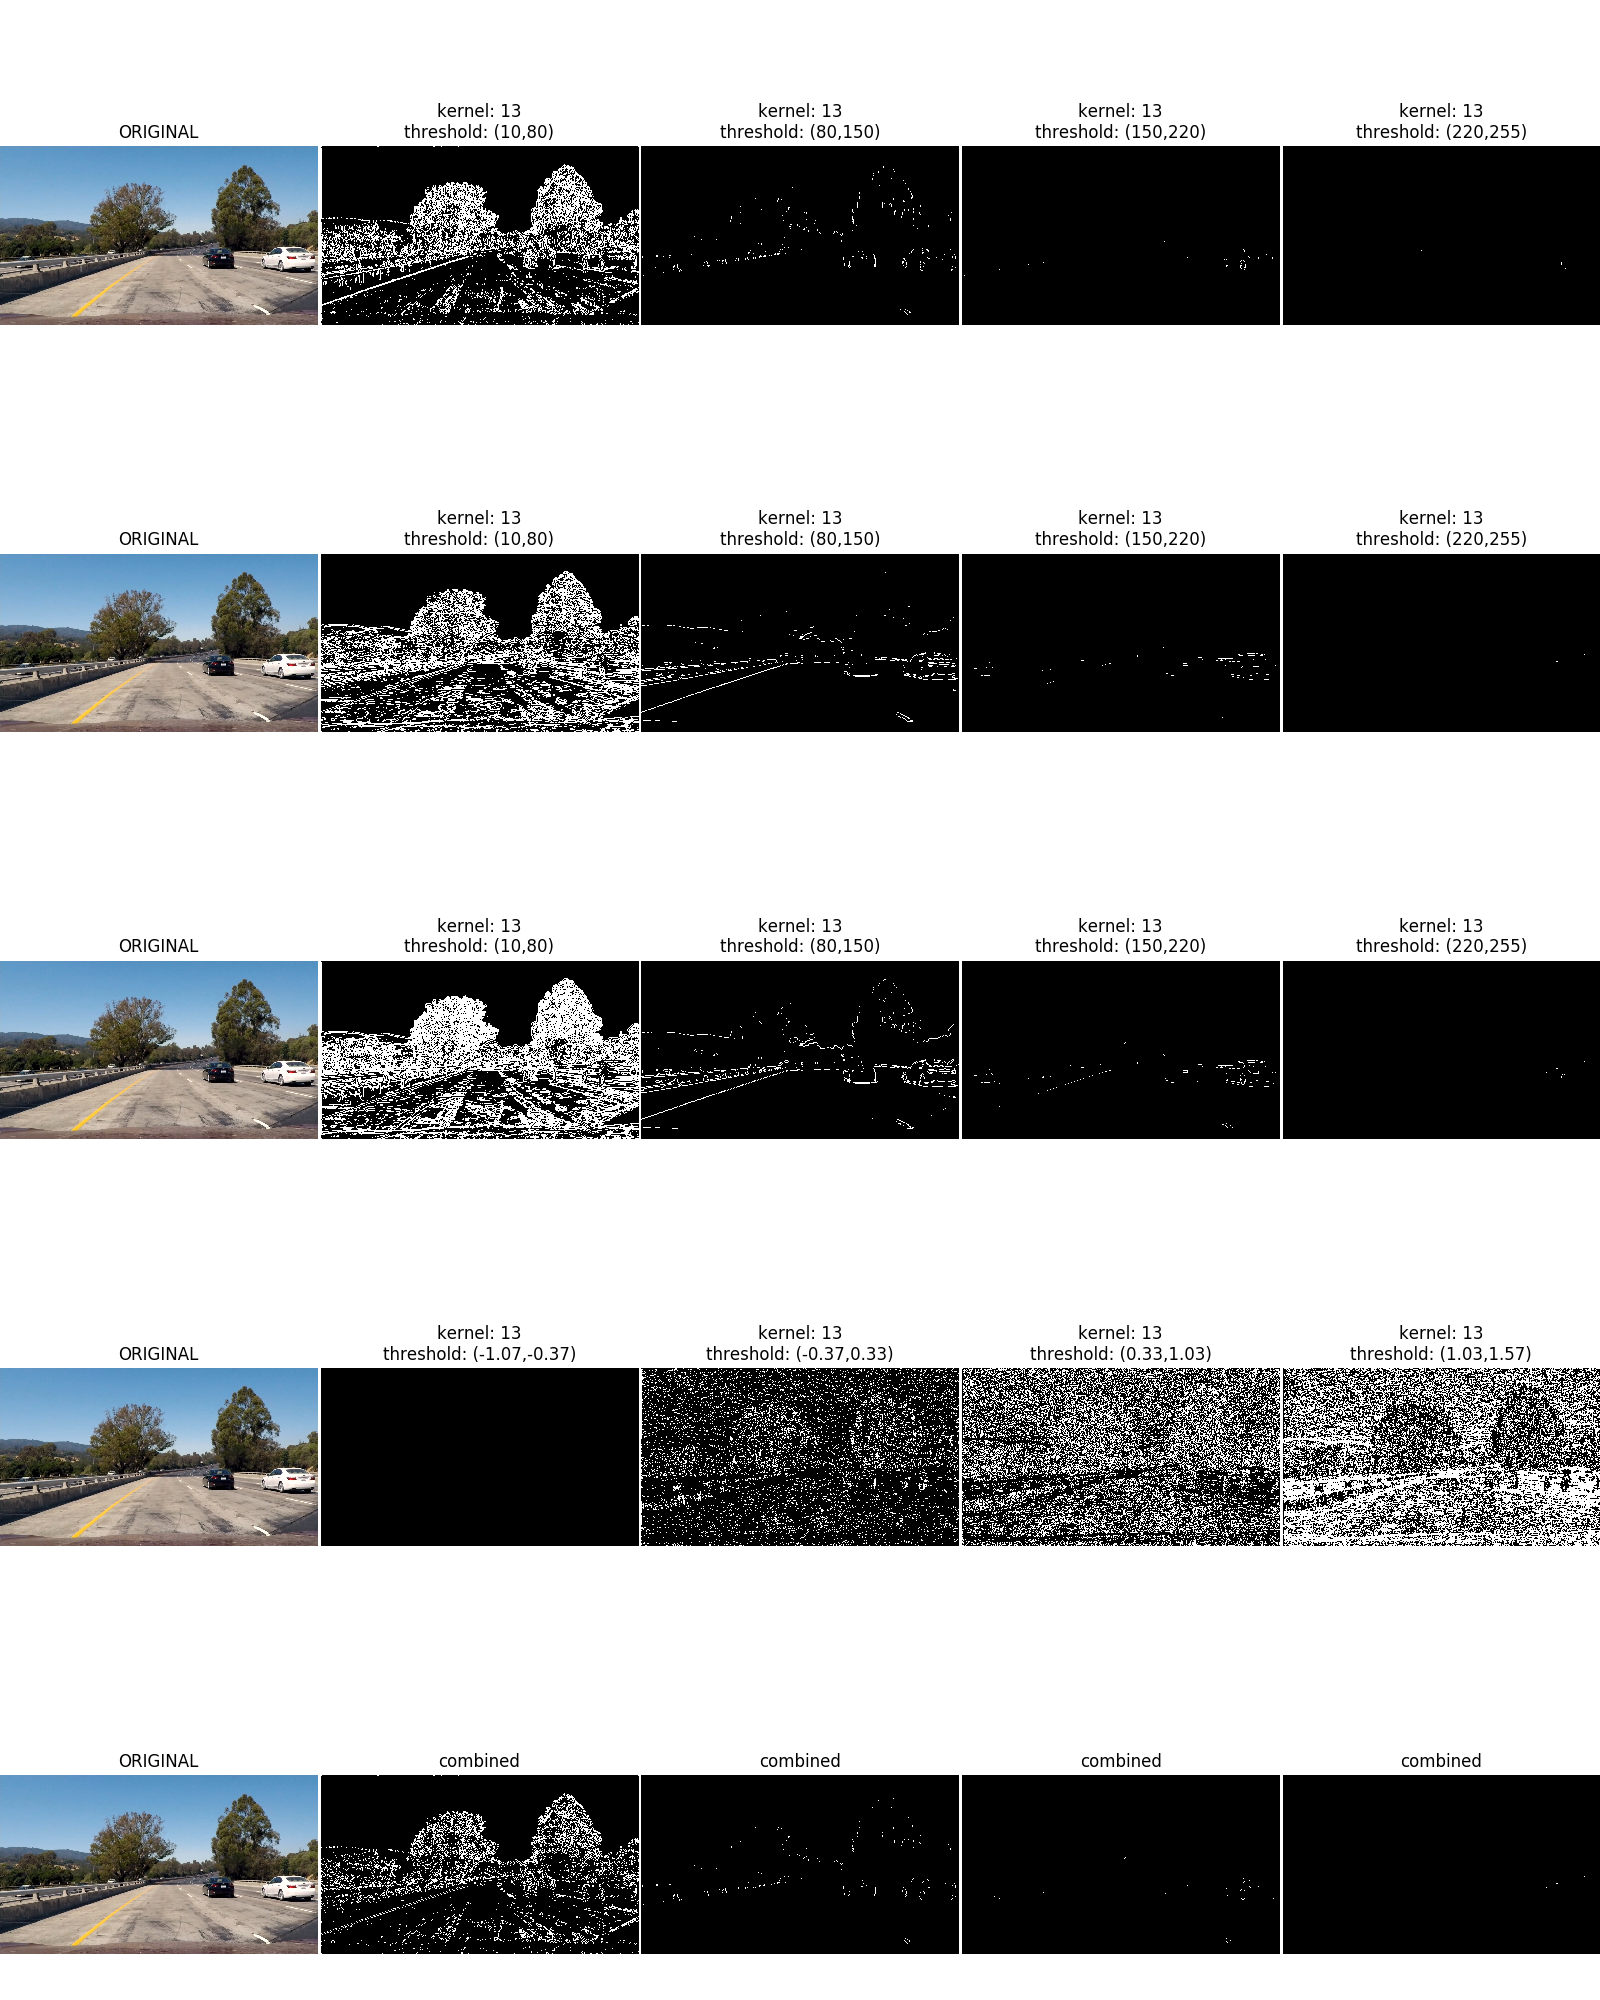 ORIGINAL
kernel: 13
threshold: (10,80)
kernel: 13
threshold: (80,150)
kernel: 13
threshold: (150,220)
kernel: 13
threshold: (220,255)
ORIGINAL
kernel: 13
threshold: (10,80)
kernel: 13
threshold: (80,150)
kernel: 13
threshold: (150,220)
kernel: 13
threshold: (220,255)
ORIGINAL
kernel: 13
threshold: (10,80)
kernel: 13
threshold: (80,150)
kernel: 13
threshold: (150,220)
kernel: 13
threshold: (220,255)
ORIGINAL
kernel: 13
threshold: (-1.07,-0.37)
kernel: 13
threshold: (-0.37,0.33)
kernel: 13
threshold: (0.33,1.03)
kernel: 13
threshold: (1.03,1.57)
ORIGINAL
combined
combined
combined
combined